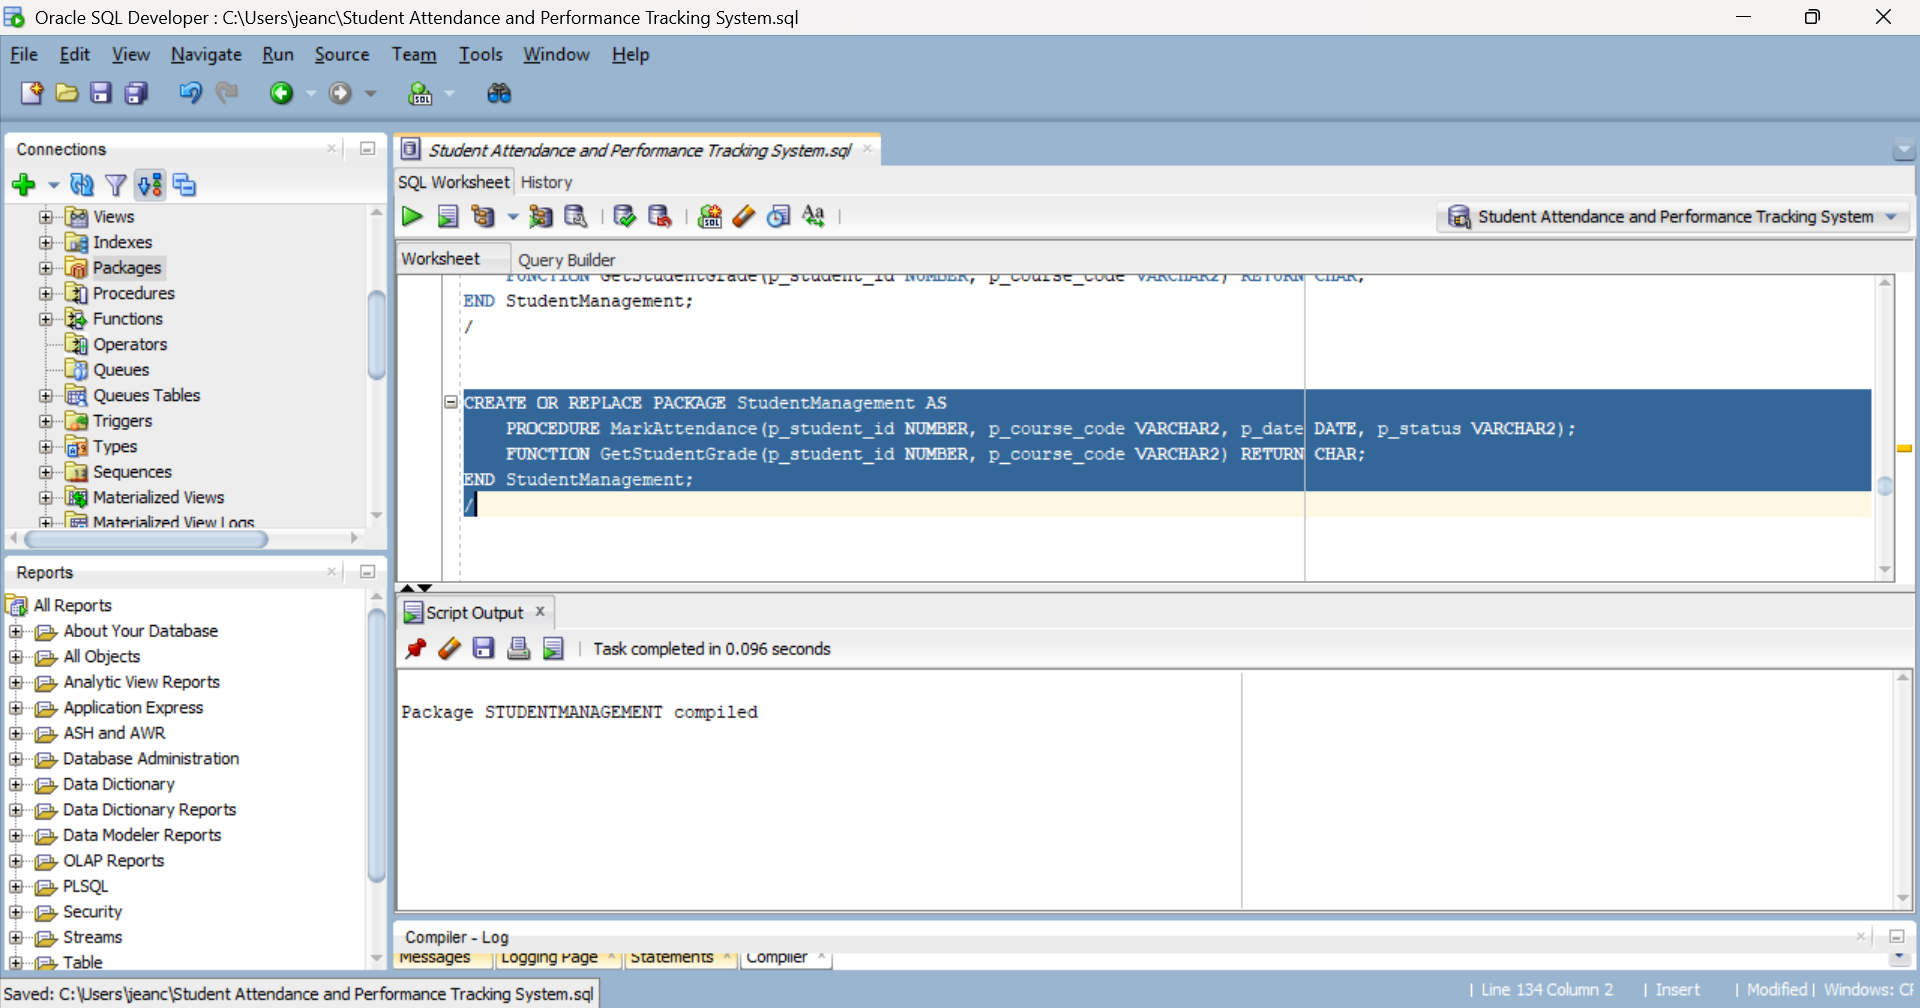 Oracle SQL Developer : C:\Users\jeanc\Student Attendance and Performance Tracking System.sql
File Edit View Navigate Run Source Team Tools Window Help
Connections
Views
Indexes
Packages
Procedures
Functions
Operators
Queues
Queues Tables
Triggers
Types
Sequences
Materialized Views
Materialized View Logs
Reports
All Reports
About Your Database
All Objects
Analytic View Reports
Application Express
ASH and AWR
Database Administration
Data Dictionary
Data Dictionary Reports
Data Modeler Reports
OLAP Reports
PLSQL
Security
Streams
Table
Student Attendance and Performance Tracking System.sql
SQL Worksheet History
Student Attendance and Performance Tracking System
Worksheet Query Builder
FUNCTION GetStudentGrade(p_student_id NUMBER, p_course_code VARCHAR2) RETURN CHAR;
END StudentManagement;
/
CREATE OR REPLACE PACKAGE StudentManagement AS
PROCEDURE MarkAttendance(p_student_id NUMBER, p_course_code VARCHAR2, p_date DATE, p_status VARCHAR2);
FUNCTION GetStudentGrade(p_student_id NUMBER, p_course_code VARCHAR2) RETURN CHAR;
END StudentManagement;
/
Script Output
Task completed in 0.096 seconds
Package STUDENTMANAGEMENT compiled
Compiler - Log
Messages Logging Page Statements Compiler
Saved: C:\Users\jeanc\Student Attendance and Performance Tracking System.sql
Line 134 Column 2 Insert Modified Windows: